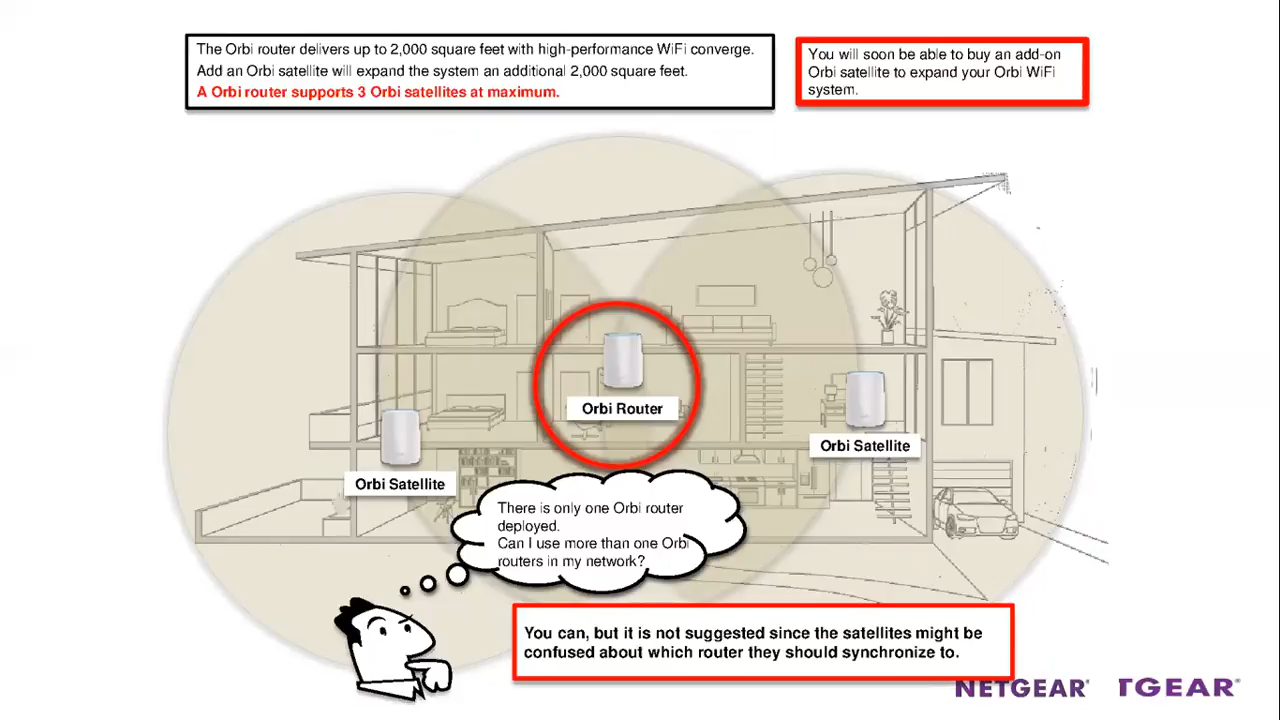 The Orbi router delivers up to 2,000 square feet with high-performance WiFi converge.
Add an Orbi satellite will expand the system an additional 2,000 square feet.
A Orbi router supports 3 Orbi satellites at maximum.
You will soon be able to buy an add-on
Orbi satellite to expand your Orbi WiFi
system.
Orbi Router
Orbi Satellite
Orbi Satellite
There is only one Orbi router
deployed.
Can I use more than one Orbi
routers in my network?
You can, but it is not suggested since the satellites might be
confused about which router they should synchronize to.
NETGEAR® TGEAR®